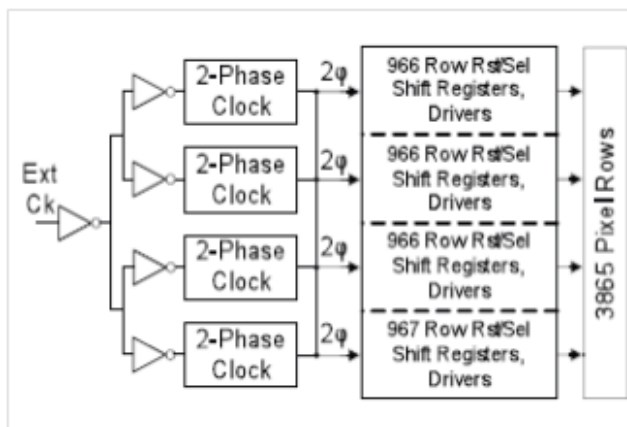 Ext
Ck
2-Phase
Clock
2φ
966 Row Rst/Sel
Shift Registers,
Drivers
2-Phase
Clock
2φ
966 Row Rst/Sel
Shift Registers,
Drivers
2-Phase
Clock
2φ
966 Row Rst/Sel
Shift Registers,
Drivers
2-Phase
Clock
2φ
967 Row Rst/Sel
Shift Registers,
Drivers
3865 Pixel Rows